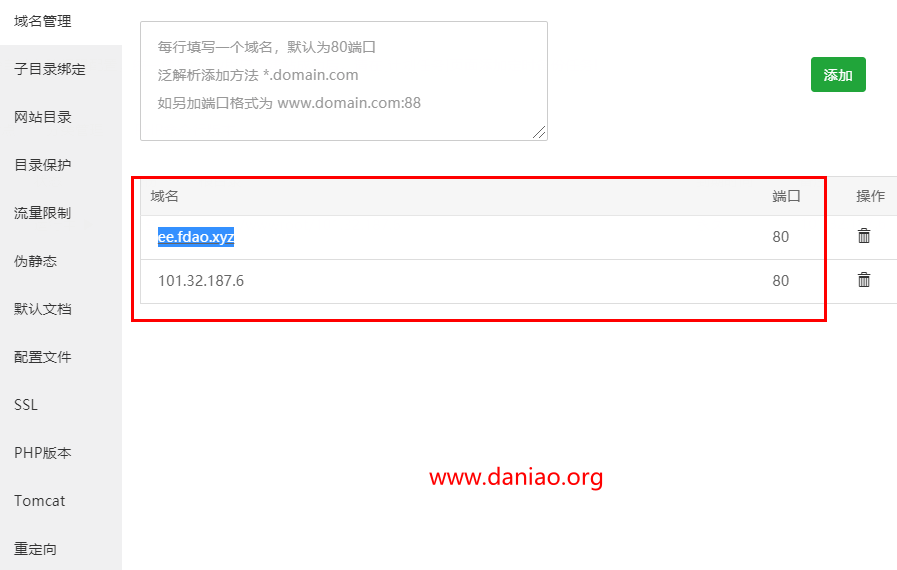 域名管理
子目录绑定
网站目录
目录保护
流量限制
伪静态
默认文档
配置文件
SSL
PHP版本
Tomcat
重定向
每行填写一个域名，默认为80端口
泛解析添加方法 *.domain.com
如另加端口格式为 www.domain.com:88
添加
域名 端口 操作
ee.fdao.xyz 80
101.32.187.6 80
www.daniao.org